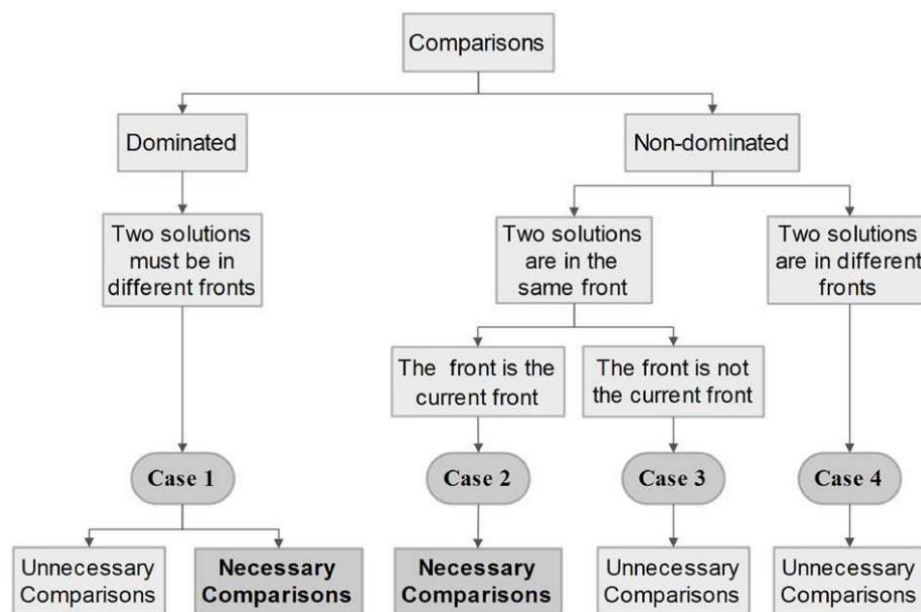 Comparisons
Dominated
Non-dominated
Two solutions
must be in
different fronts
Two solutions
are in the
same front
Two solutions
are in different
fronts
The front is the
current front
The front is not
the current front
Case 1
Case 2
Case 3
Case 4
Unnecessary
Comparisons
Necessary
Comparisons
Necessary
Comparisons
Unnecessary
Comparisons
Unnecessary
Comparisons